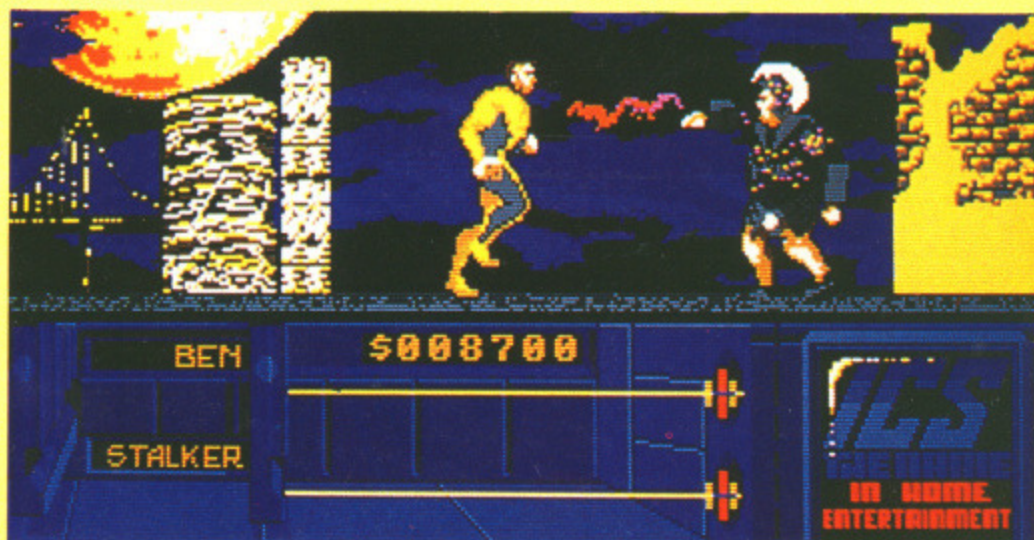 BEN
$008700
STALKER
ICS
IN HOME
ENTERTAINMENT